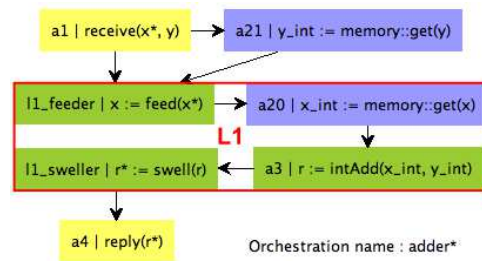 a1 | receive(x*, y)
a21 | y_int := memory::get(y)
l1_feeder | x := feed(x*)
a20 | x_int := memory::get(x)
L1
l1_sweller | r* := swell(r)
a3 | r := intAdd(x_int, y_int)
a4 | reply(r*)
Orchestration name : adder*